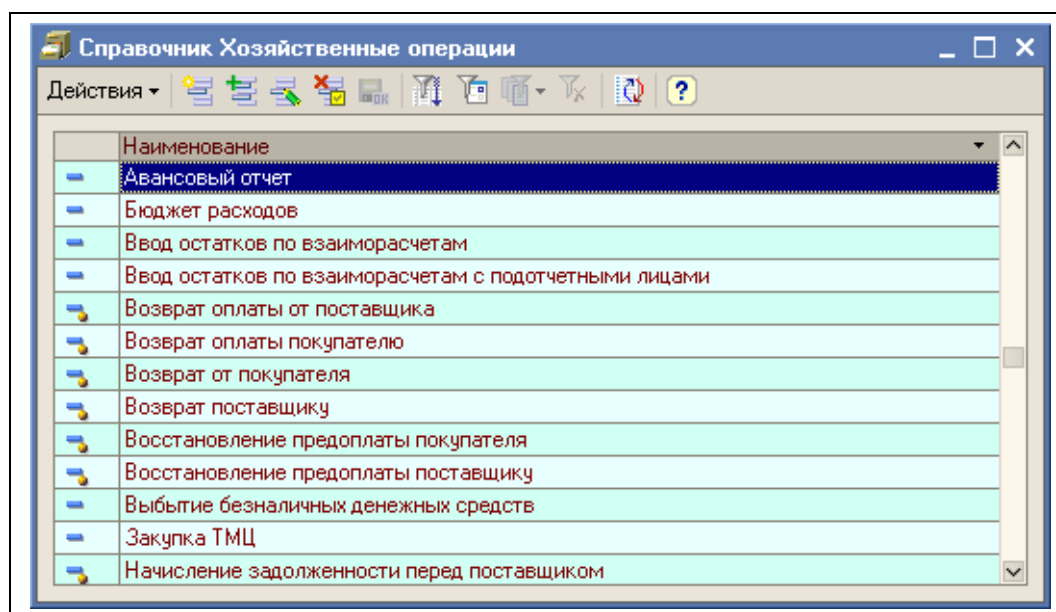 Справочник Хозяйственные операции
Действия
Наименование
Авансовый отчет
Бюджет расходов
Ввод остатков по взаиморасчетам
Ввод остатков по взаиморасчетам с подотчетными лицами
Возврат оплаты от поставщика
Возврат оплаты покупателю
Возврат от покупателя
Возврат поставщику
Восстановление предоплаты покупателя
Восстановление предоплаты поставщику
Выбытие безналичных денежных средств
Закупка ТМЦ
Начисление задолженности перед поставщиком